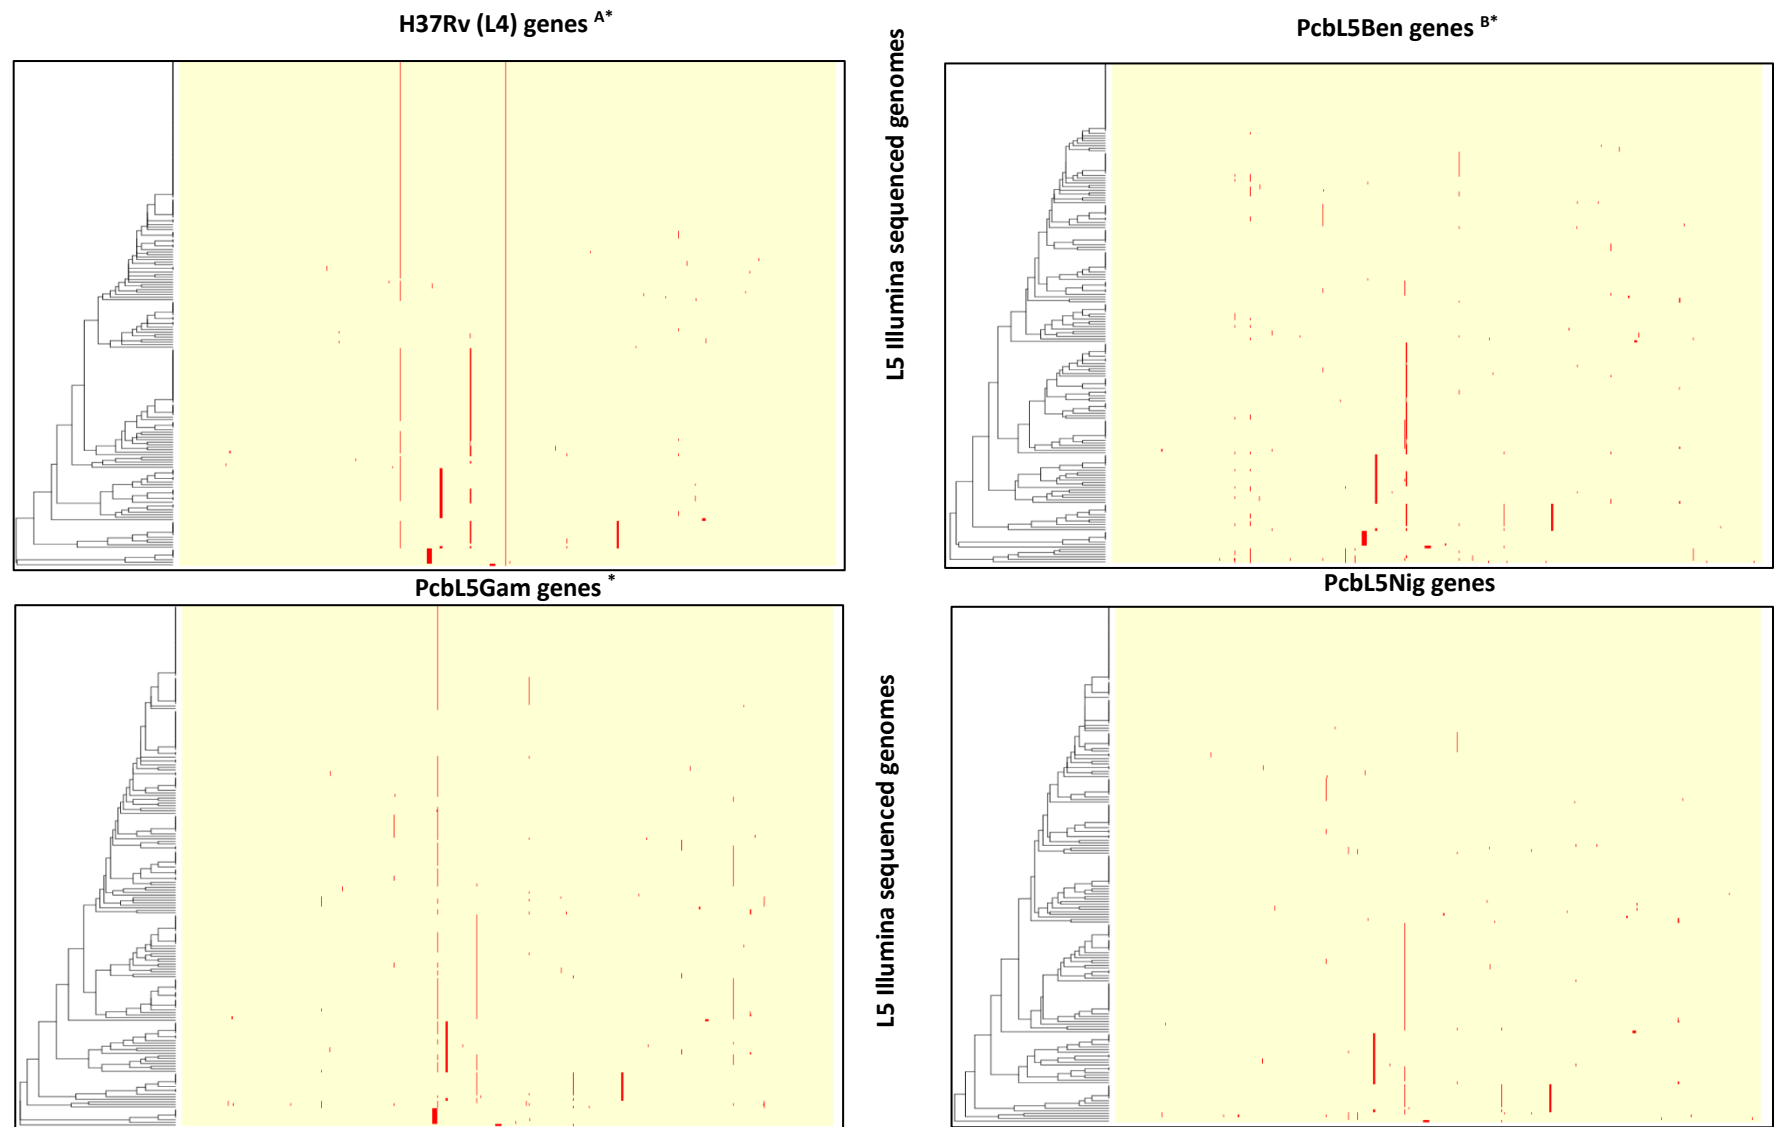 H37Rv (L4) genes A*
PcbL5Ben genes B*
L5 Illumina sequenced genomes
PcbL5Gam genes *
PcbL5Nig genes
L5 Illumina sequenced genomes